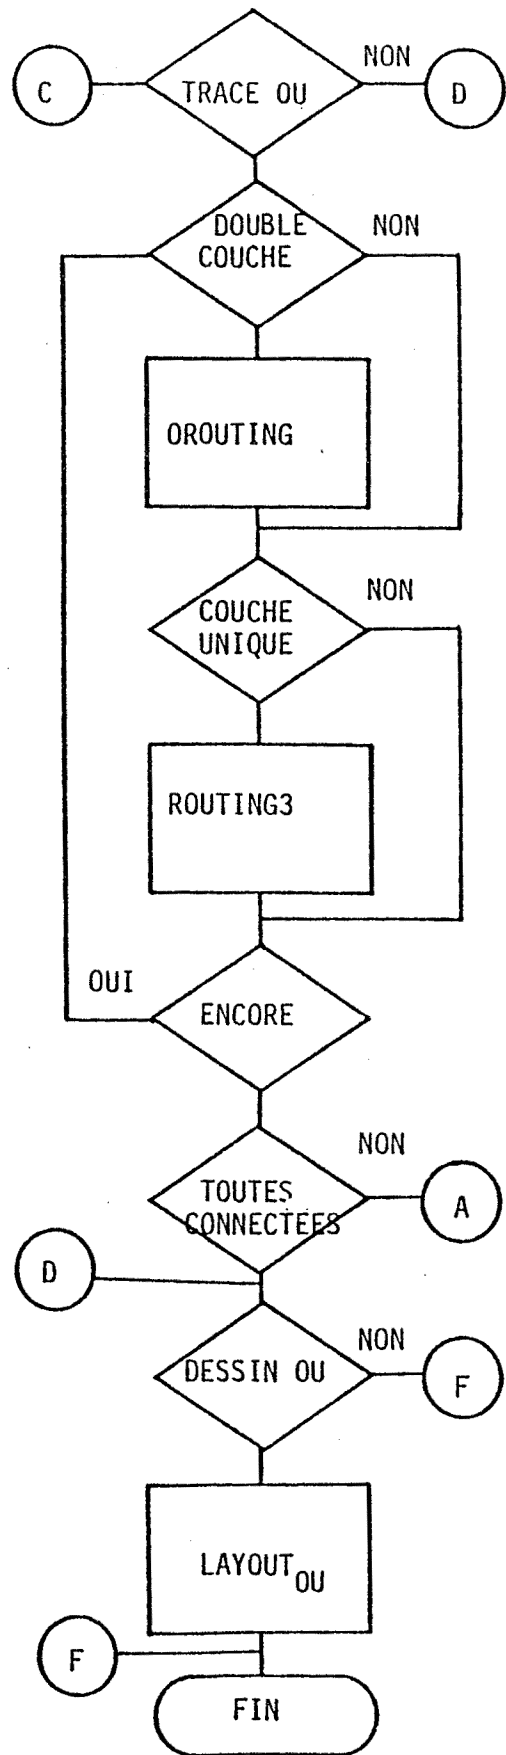 NON
C
TRACE OU
D
DOUBLE
COUCHE
NON
OROUTING
NON
COUCHE
UNIQUE
ROUTING3
OUI
ENCORE
NON
TOUTES
CONNECTÉES
A
D
NON
DESSIN OU
F
LAYOUT OU
F
FIN